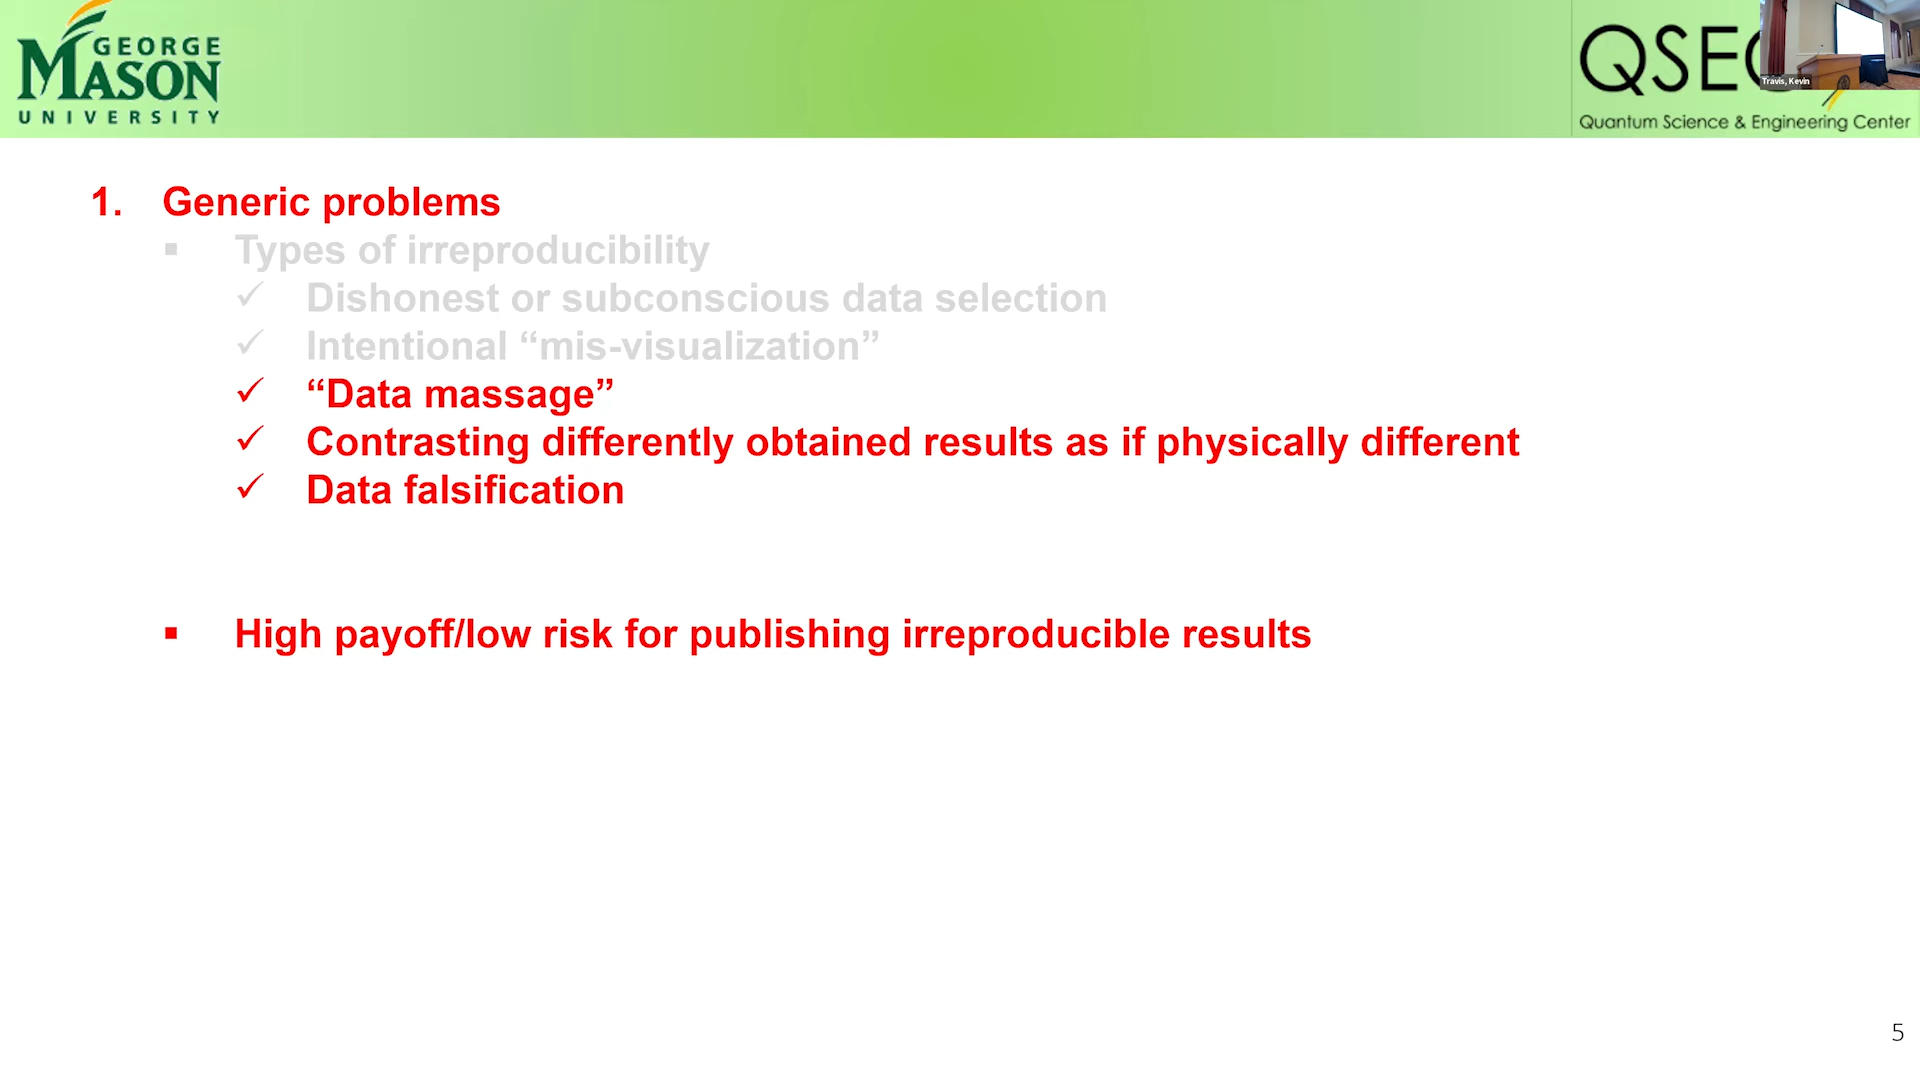 GEORGE
MASON
UNIVERSITY
QSE
Quantum Science & Engineering Center
Travis, Kevin
1. Generic problems
▪ Types of irreproducibility
✓ Dishonest or subconscious data selection
✓ Intentional “mis-visualization”
✓ “Data massage”
✓ Contrasting differently obtained results as if physically different
✓ Data falsification
▪ High payoff/low risk for publishing irreproducible results
5